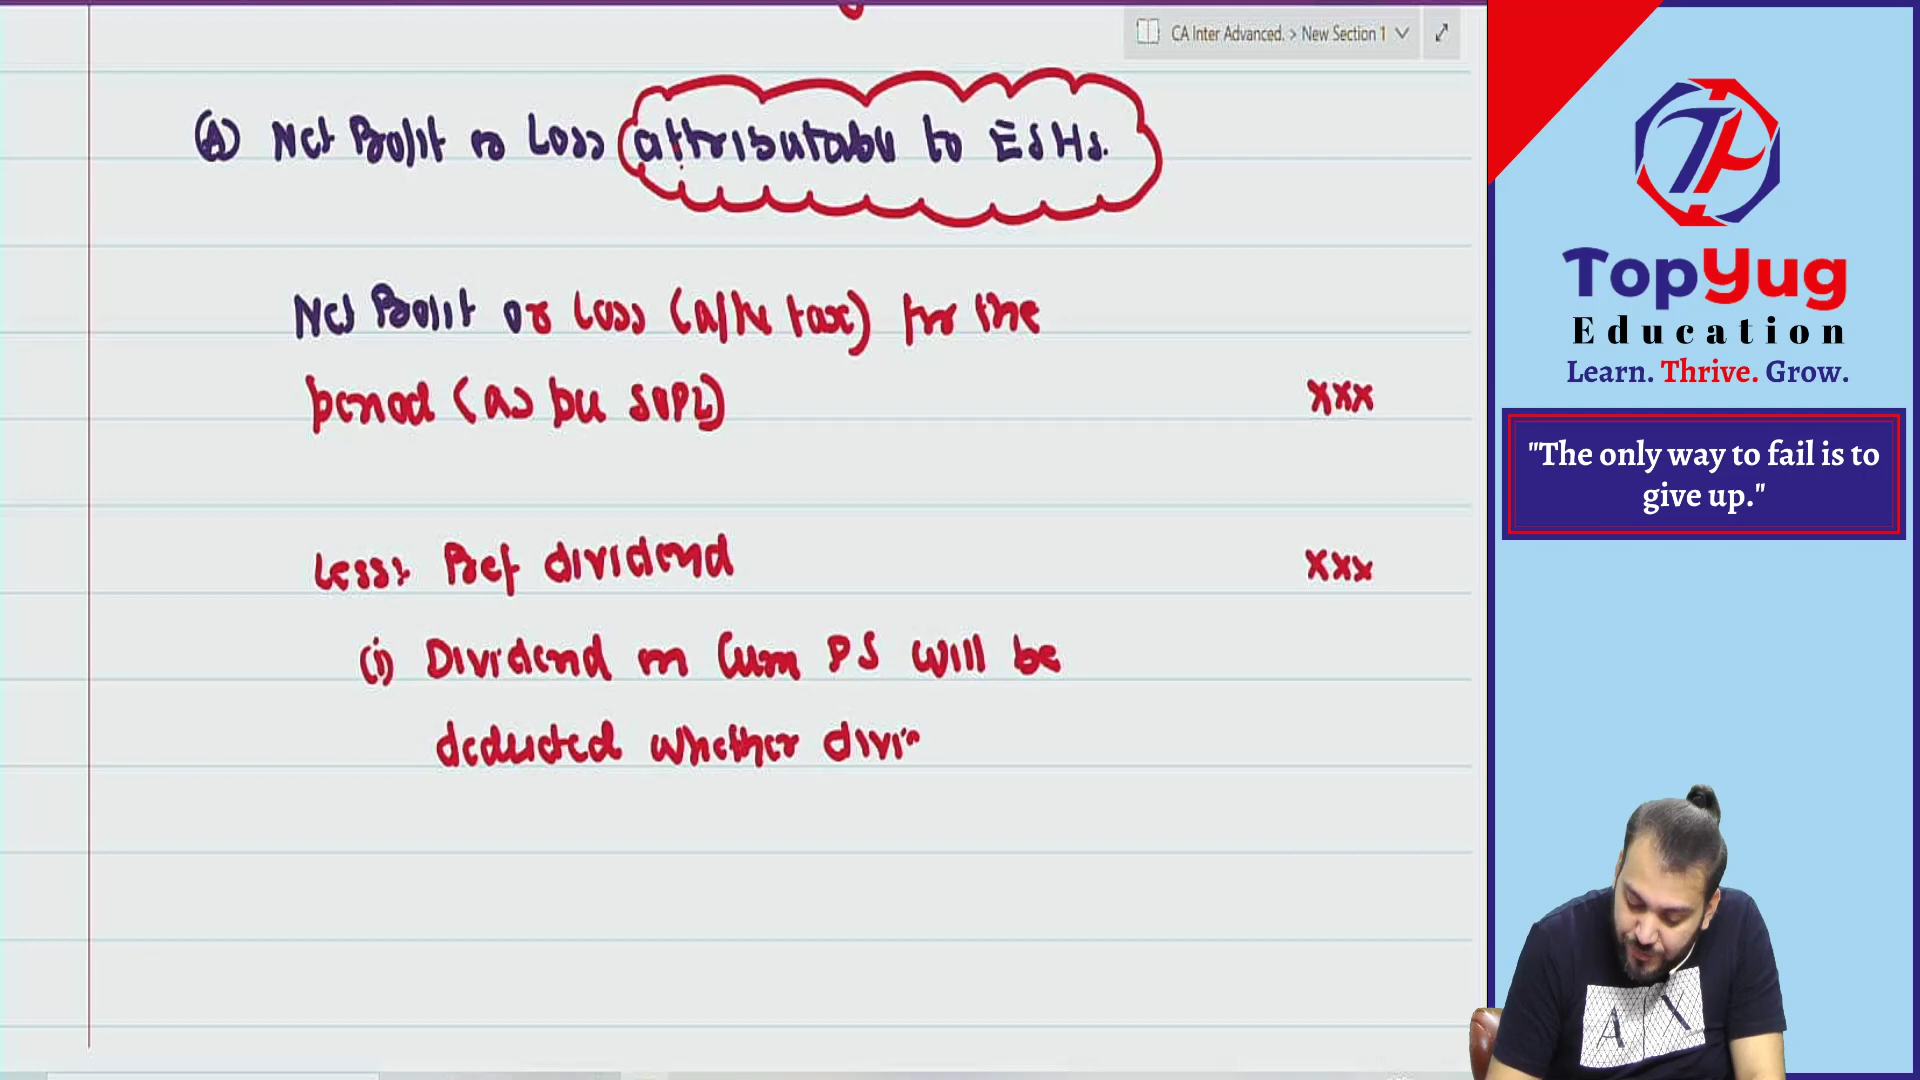 CA Inter Advanced. > New Section 1
(A) Net Profit or Loss attributable to ESHs.
Net Profit or Loss (after tax) for the
period (as per SOPL) xxx
Less: Pref dividend xxx
(i) Dividend on Cum PS will be
deducted whether divi
TopYug
Education
Learn. Thrive. Grow.
"The only way to fail is to
give up."
A X